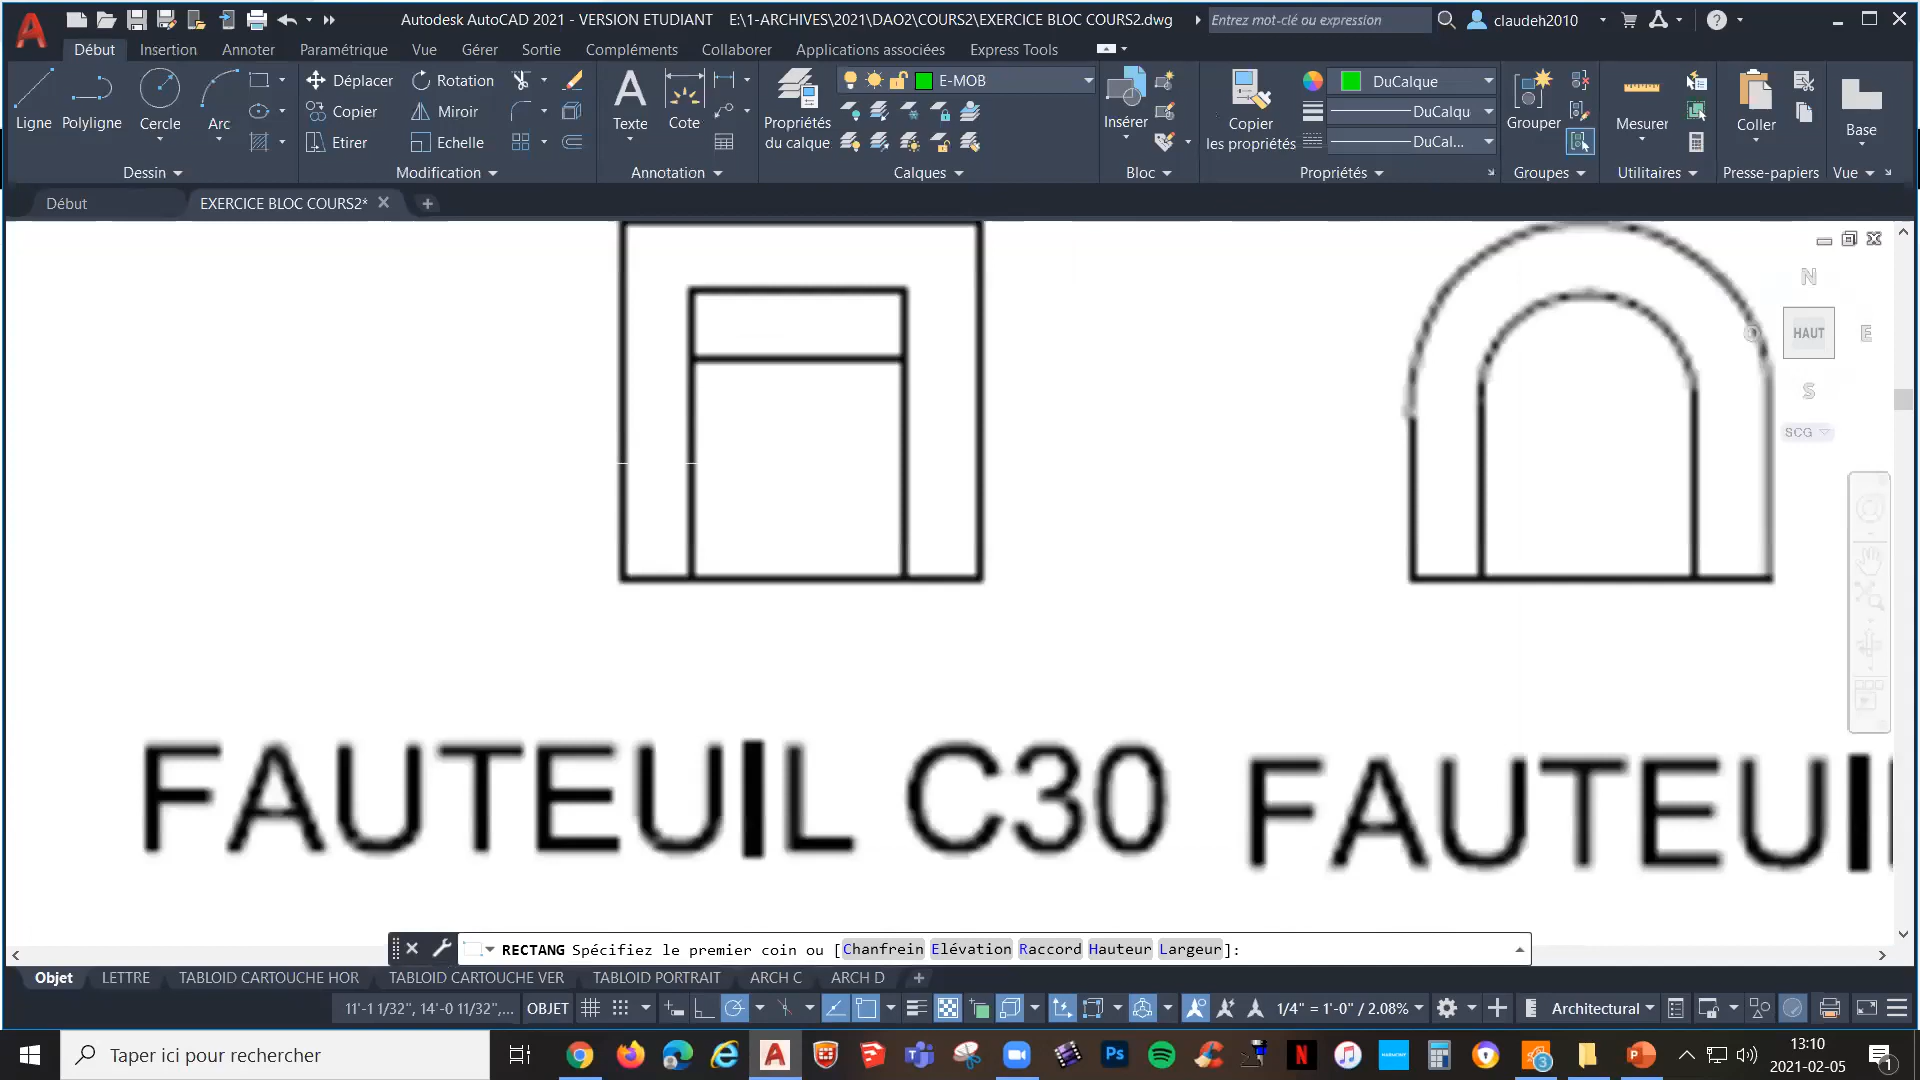 Autodesk AutoCAD 2021 - VERSION ETUDIANT E:\1-ARCHIVES\2021\DAO2\COURS2\EXERCICE BLOC COURS2.dwg
Entrez mot-clé ou expression
claudeh2010
Début Insertion Annoter Paramétrique Vue Gérer Sortie Compléments Collaborer Applications associées Express Tools
Ligne Polyligne Cercle Arc
Déplacer Rotation
Copier Miroir
Etirer Echelle
Texte Cote
Propriétés
du calque
E-MOB
Insérer
Copier
les propriétés
DuCalque
DuCalqu
DuCal...
Grouper
Mesurer
Coller
Base
Dessin Modification Annotation Calques Bloc Propriétés Groupes Utilitaires Presse-papiers Vue
Début EXERCICE BLOC COURS2*
N
HAUT E
S
SCG
FAUTEUIL C30 FAUTEUI
RECTANG Spécifiez le premier coin ou [Chanfrein Elévation Raccord Hauteur Largeur]:
Objet LETTRE TABLOID CARTOUCHE HOR TABLOID CARTOUCHE VER TABLOID PORTRAIT ARCH C ARCH D
11'-1 1/32", 14'-0 11/32",... OBJET 1/4" = 1'-0" / 2.08% Architectural
Taper ici pour rechercher
N
Ps
3
P
13:10
2021-02-05
1